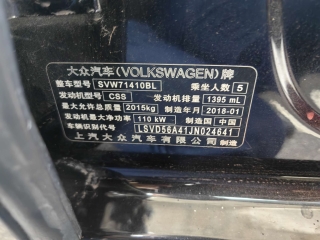 大众汽车(VOLKSWAGEN)牌
整车型号 SVW71410BL 乘坐人数 5
发动机型号 CSS 发动机排量 1395 mL
最大允许总质量 2015kg 制造年月 2018-01
发动机最大净功率 110 kW 制造国 中国
车辆识别代号 LSVD56A41JN024641
上汽大众汽车有限公司 制造